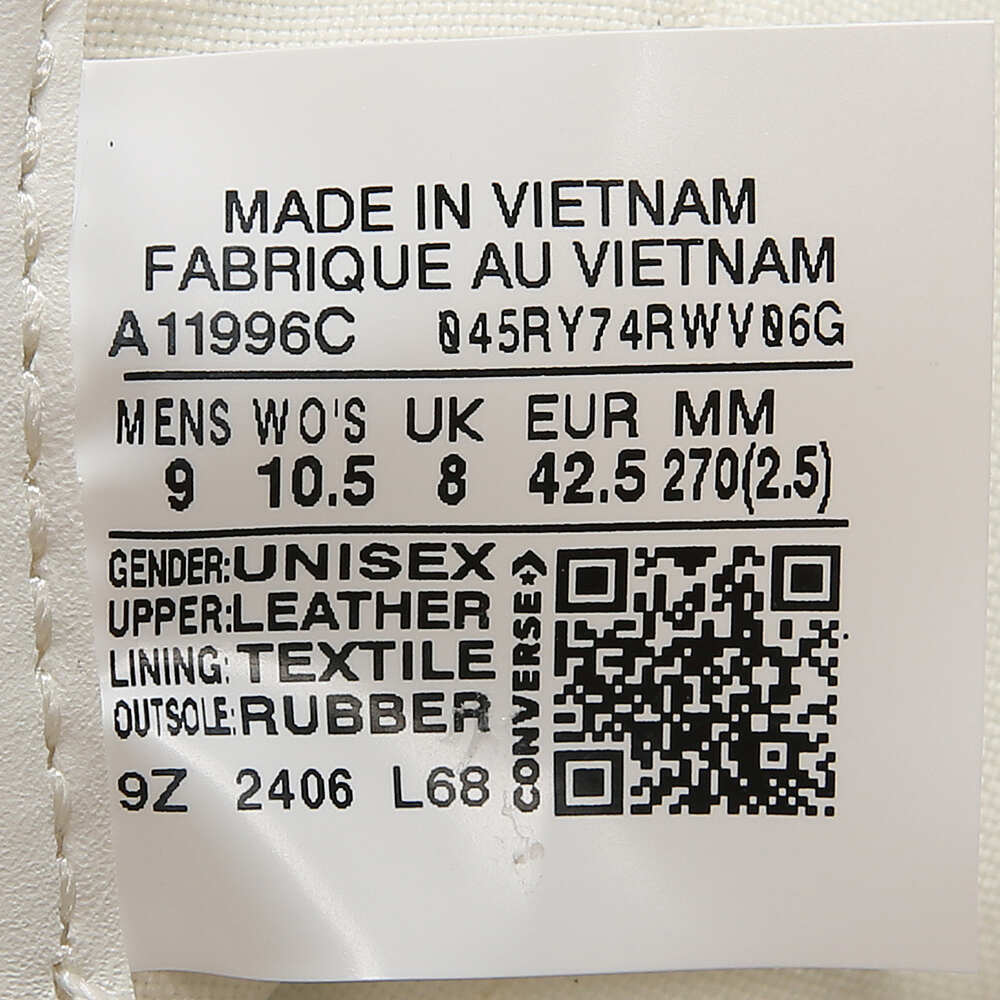 MADE IN VIETNAM
FABRIQUE AU VIETNAM
A11996C 045RY74RWV06G
MENS WO'S UK EUR MM
9 10.5 8 42.5 270(2.5)
GENDER:UNISEX
UPPER:LEATHER
LINING:TEXTILE
OUTSOLE:RUBBER
9Z 2406 L68
CONVERSE